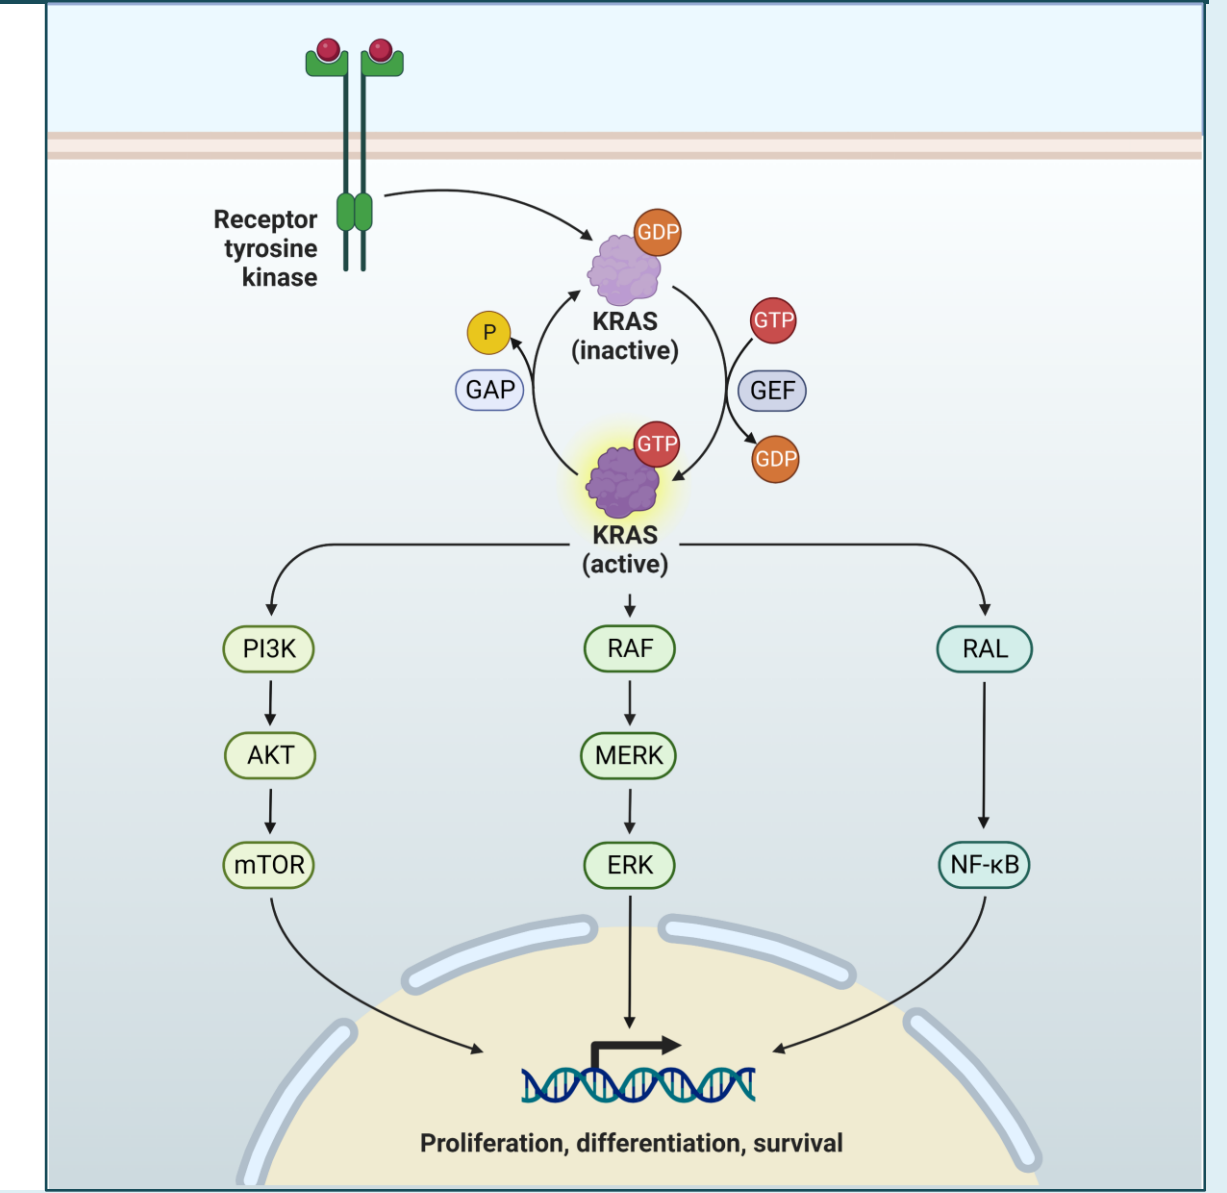 Receptor
tyrosine
kinase
GDP
KRAS
(inactive)
P
GAP
GTP
GEF
GDP
GTP
KRAS
(active)
PI3K
RAF
RAL
AKT
MERK
mTOR
ERK
NF-κB
Proliferation, differentiation, survival